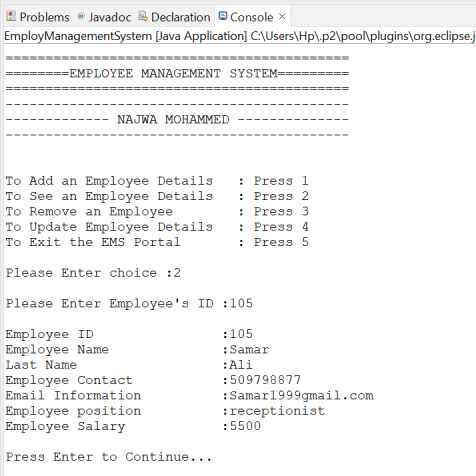 Problems @ Javadoc Declaration Console ×
EmployManagementSystem [Java Application] C:\Users\Hp\.p2\pool\plugins\org.eclipse.j
===========================================
========EMPLOYEE MANAGEMENT SYSTEM=========
===========================================
-------------------------------------------
------------- NAJWA MOHAMMED --------------
-------------------------------------------
To Add an Employee Details   : Press 1
To See an Employee Details   : Press 2
To Remove an Employee        : Press 3
To Update Employee Details   : Press 4
To Exit the EMS Portal       : Press 5
Please Enter choice :2
Please Enter Employee's ID :105
Employee ID                :105
Employee Name              :Samar
Last Name                  :Ali
Employee Contact           :509798877
Email Information          :Samar1999gmail.com
Employee position          :receptionist
Employee Salary            :5500
Press Enter to Continue...